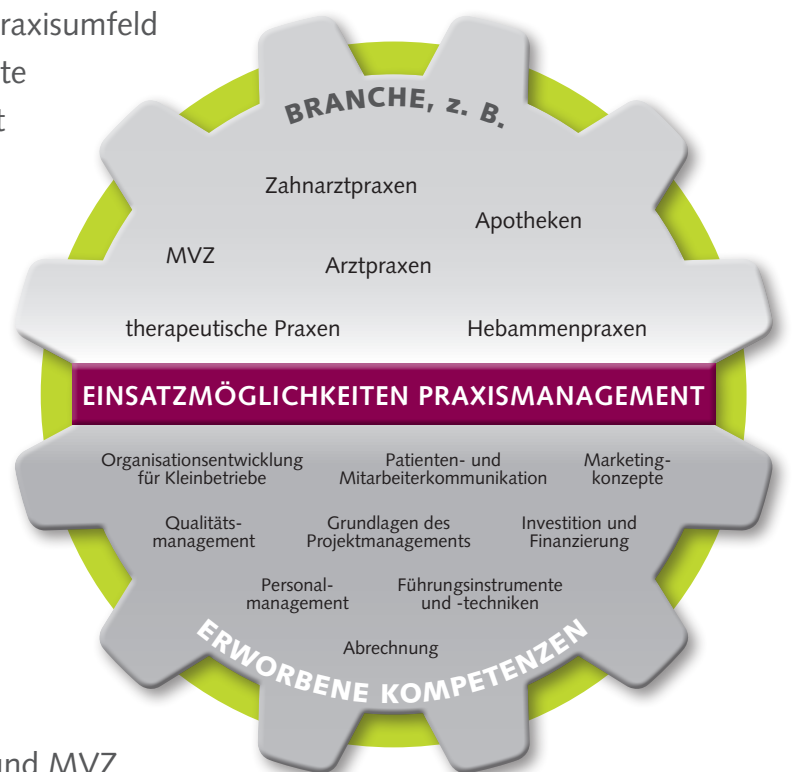 raxisumfeld
te
t
BRANCHE, z. B.
Zahnarztpraxen
Apotheken
MVZ
Arztpraxen
therapeutische Praxen
Hebammenpraxen
EINSATZMÖGLICHKEITEN PRAXISMANAGEMENT
Organisationsentwicklung
für Kleinbetriebe
Patienten- und
Mitarbeiterkommunikation
Marketing-
konzepte
Qualitäts-
management
Grundlagen des
Projektmanagements
Investition und
Finanzierung
Personal-
management
Führungsinstrumente
und -techniken
Abrechnung
ERWORBENE KOMPETENZEN
und MVZ